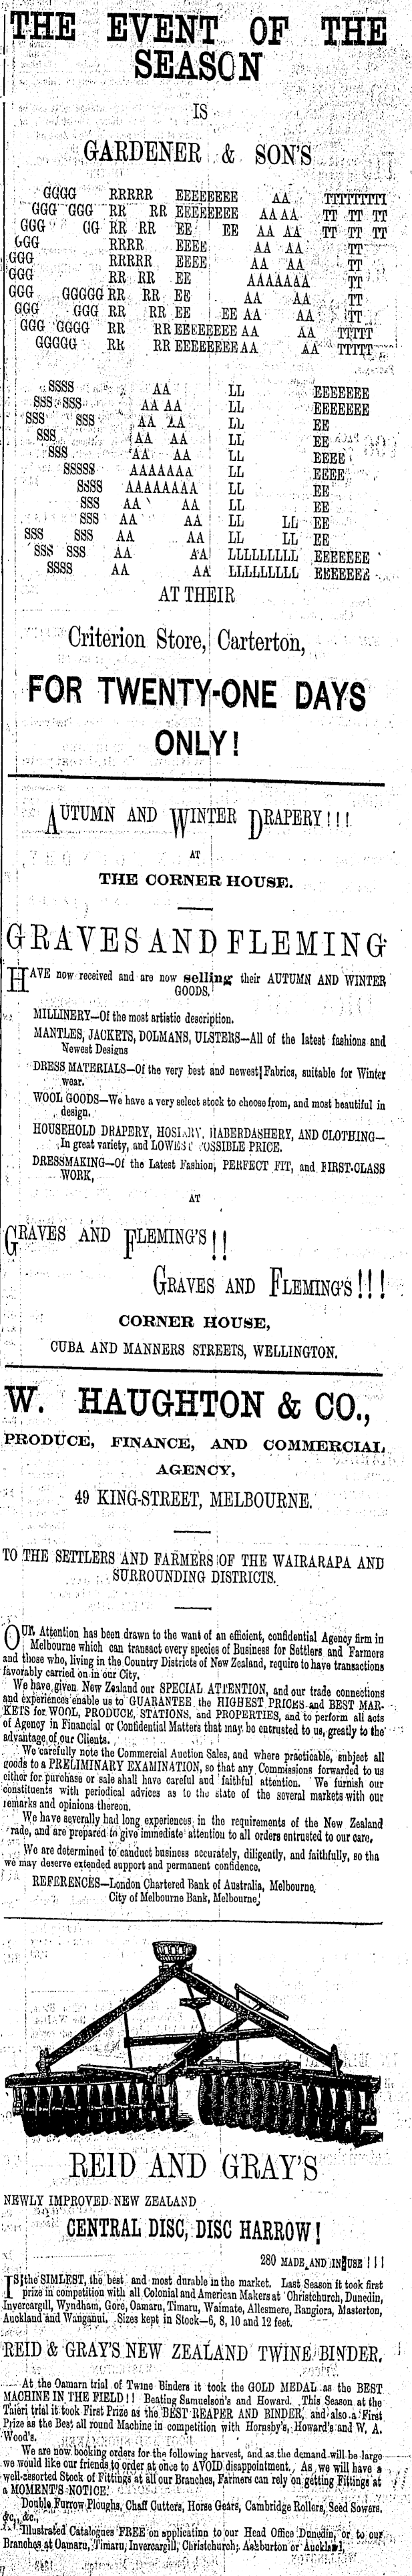 THE EVENT OF THE
SEASON
IS
GARDENER & SON'S
GREAT
SALE
AT THEIR
Criterion Store, Carterton,
FOR TWENTY-ONE DAYS
ONLY!
AUTUMN AND WINTER DRAPERY!!!
AT
THE CORNER HOUSE.
GRAVES AND FLEMING
HAVE now received and are now selling their AUTUMN AND WINTER
GOODS.
MILLINERY—Of the most artistic description.
MANTLES, JACKETS, DOLMANS, ULSTERS—All of the latest fashions and
Newest Designs
DRESS MATERIALS—Of the very best and newest Fabrics, suitable for Winter
wear.
WOOL GOODS—We have a very select stock to choose from, and most beautiful in
design.
HOUSEHOLD DRAPERY, HOSIERY, HABERDASHERY, AND CLOTHING—
In great variety, and LOWEST POSSIBLE PRICE.
DRESSMAKING—Of the Latest Fashion, PERFECT FIT, and FIRST-CLASS
WORK,
AT
GRAVES AND FLEMING'S!!
GRAVES AND FLEMING'S!!!
CORNER HOUSE,
CUBA AND MANNERS STREETS, WELLINGTON.
W. HAUGHTON & CO.,
PRODUCE, FINANCE, AND COMMERCIAL
AGENCY,
49 KING-STREET, MELBOURNE.
TO THE SETTLERS AND FARMERS OF THE WAIRARAPA AND
SURROUNDING DISTRICTS.
OUR Attention has been drawn to the want of an efficient, confidential Agency firm in
Melbourne which can transact every species of Business for Settlers and Farmers
and those who, living in the Country Districts of New Zealand, require to have transactions
favorably carried on in our City.
We have given New Zealand our SPECIAL ATTENTION, and our trade connections
and experiences enable us to GUARANTEE the HIGHEST PRICES and BEST MAR-
KETS for WOOL, PRODUCE, STATIONS, and PROPERTIES, and to perform all acts
of Agency in Financial or Confidential Matters that may be entrusted to us, greatly to the
advantage of our Clients.
We carefully note the Commercial Auction Sales, and where practicable, subject all
goods to a PRELIMINARY EXAMINATION, so that any Commissions forwarded to us
either for purchase or sale shall have careful and faithful attention. We furnish our
constituents with periodical advices as to the state of the several markets with our
remarks and opinions thereon.
We have severally had long experiences in the requirements of the New Zealand
rade, and are prepared to give immediate attention to all orders entrusted to our care,
We are determined to conduct business accurately, diligently, and faithfully, so tha
we may deserve extended support and permanent confidence.
REFERENCES—London Chartered Bank of Australia, Melbourne.
City of Melbourne Bank, Melbourne
REID AND GRAY'S
NEWLY IMPROVED NEW ZEALAND
CENTRAL DISC, DISC HARROW!
280 MADE AND IN USE!!!
IS the SIMLEST, the best and most durable in the market. Last Season it took first
prize in competition with all Colonial and American Makers at Christchurch, Dunedin,
Invercargill, Wyndham, Gore, Oamaru, Timaru, Waimate, Allesmere, Rangiora, Masterton,
Auckland and Wanganui. Sizes kept in Stock—6, 8, 10 and 12 feet.
REID & GRAY'S NEW ZEALAND TWINE BINDER.
At the Oamarn trial of Twine Binders it took the GOLD MEDAL as the BEST
MACHINE IN THE FIELD!! Beating Samuelson's and Howard. This Season at the
Taieri trial it took First Prize as the BEST REAPER AND BINDER, and also a First
Prize as the Best all round Machine in competition with Hornsby's, Howard's and W. A.
Wood's.
We are now booking orders for the following harvest, and as the demand will be large
we would like our friends to order at once to AVOID disappointment. As we will have a
well-assorted Stock of Fittings at all our Branches, Farmers can rely on getting Fittings at
a MOMENT'S NOTICE.
Double Furrow Ploughs, Chaff Cutters, Horse Gears, Cambridge Rollers, Seed Sowers,
&c., &c.,
Illustrated Catalogues FREE on application to our Head Office Dunedin, or to our
Branches at Oamaru, Timaru, Invercargill, Christchurch, Ashburton or Auckland,